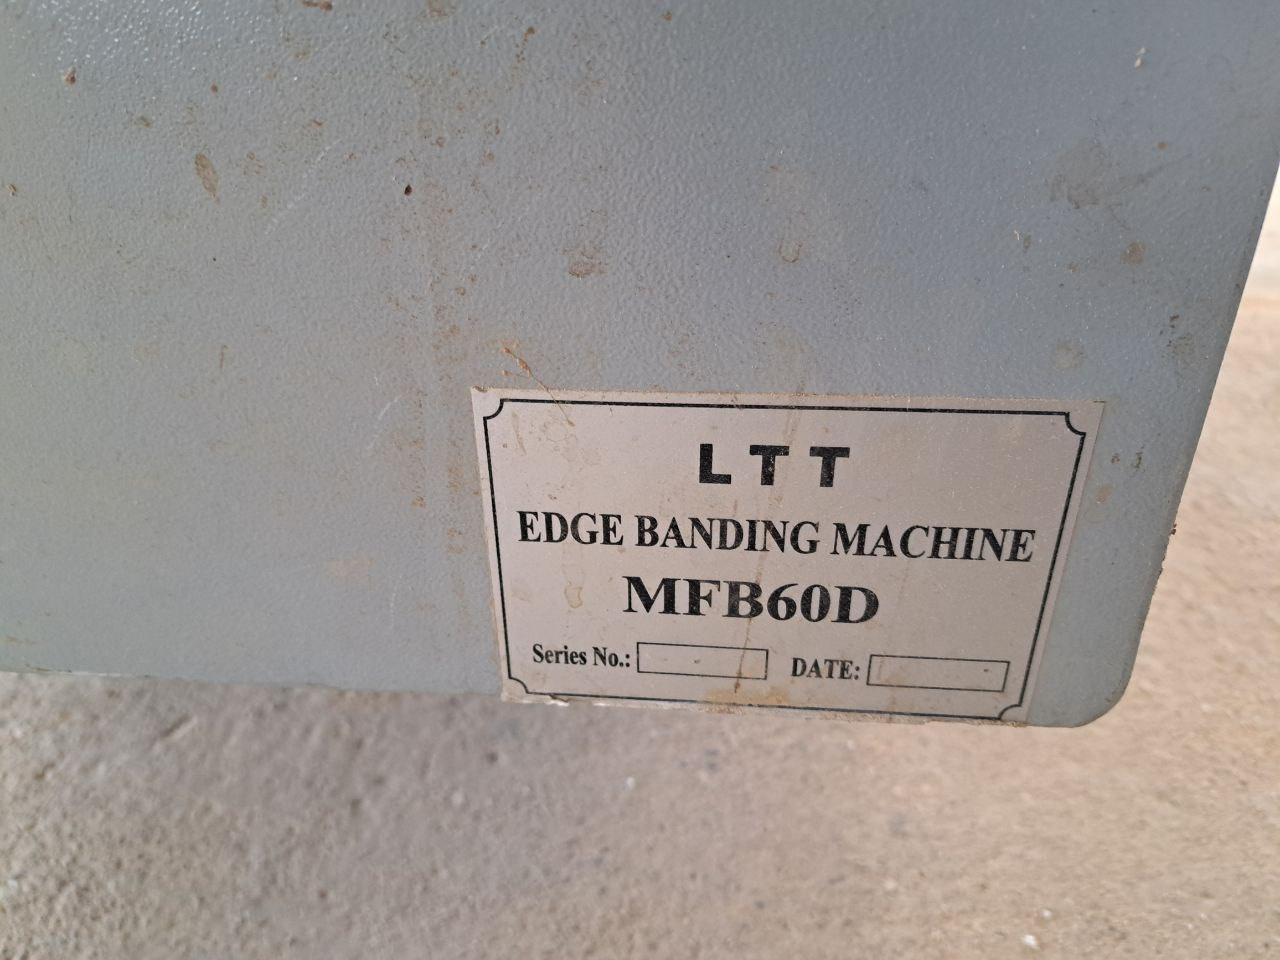 LTT
EDGE BANDING MACHINE
MFB60D
Series No.: DATE: